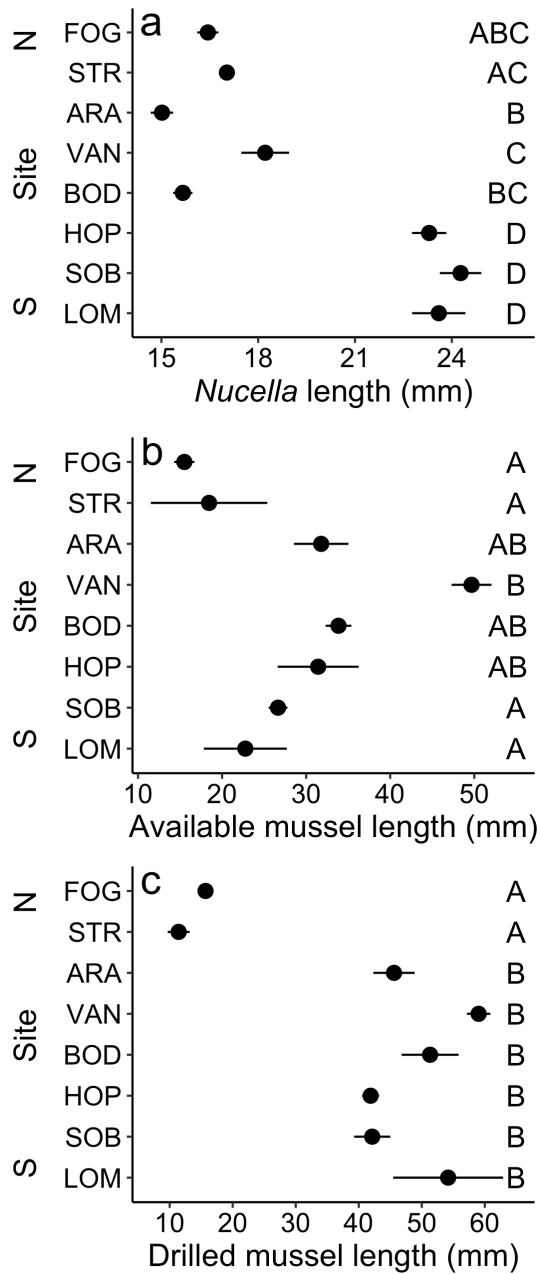 a
N
Site
S
FOG ABC
STR AC
ARA B
VAN C
BOD BC
HOP D
SOB D
LOM D
15 18 21 24
Nucella length (mm)
b
N
Site
S
FOG A
STR A
ARA AB
VAN B
BOD AB
HOP AB
SOB A
LOM A
10 20 30 40 50
Available mussel length (mm)
c
N
Site
S
FOG A
STR A
ARA B
VAN B
BOD B
HOP B
SOB B
LOM B
10 20 30 40 50 60
Drilled mussel length (mm)